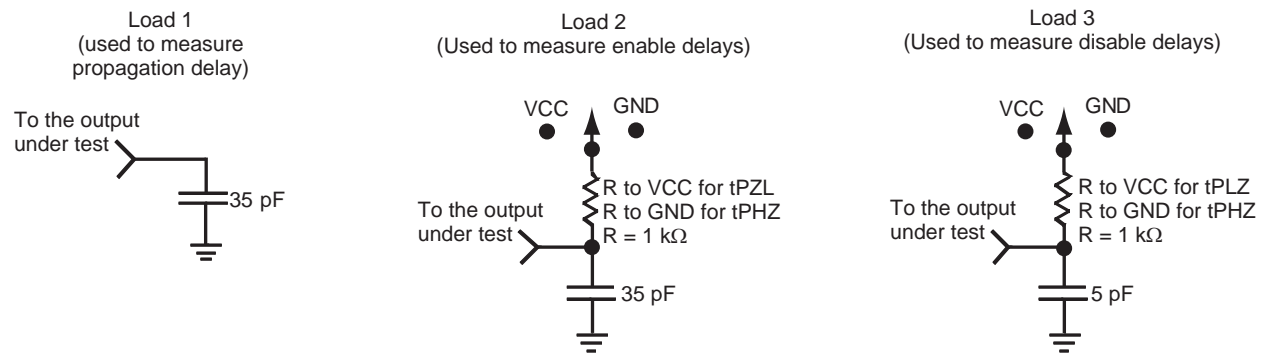 Load 1
(used to measure
propagation delay)
To the output
under test
35 pF
Load 2
(Used to measure enable delays)
VCC
GND
R to VCC for tPZL
R to GND for tPHZ
R = 1 kΩ
To the output
under test
35 pF
Load 3
(Used to measure disable delays)
VCC
GND
R to VCC for tPLZ
R to GND for tPHZ
R = 1 kΩ
To the output
under test
5 pF